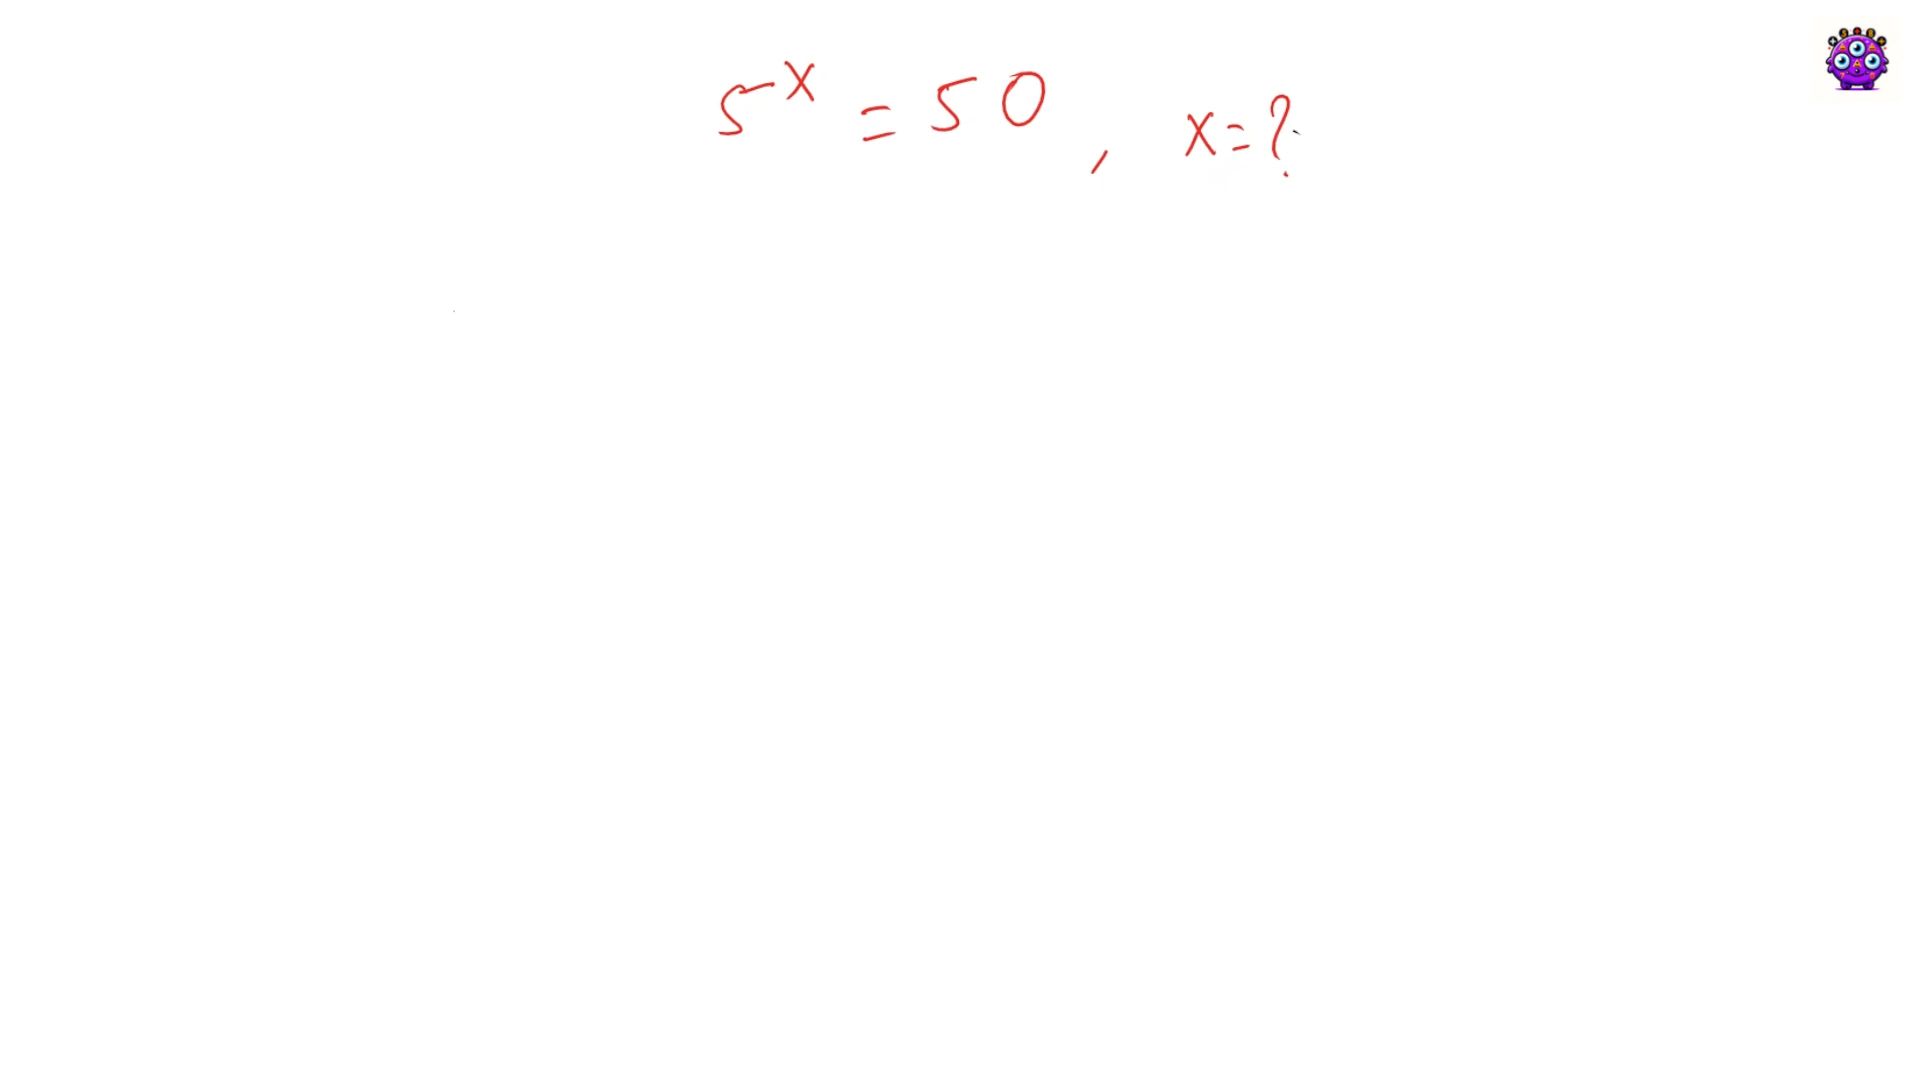 5^x = 50, x = ?